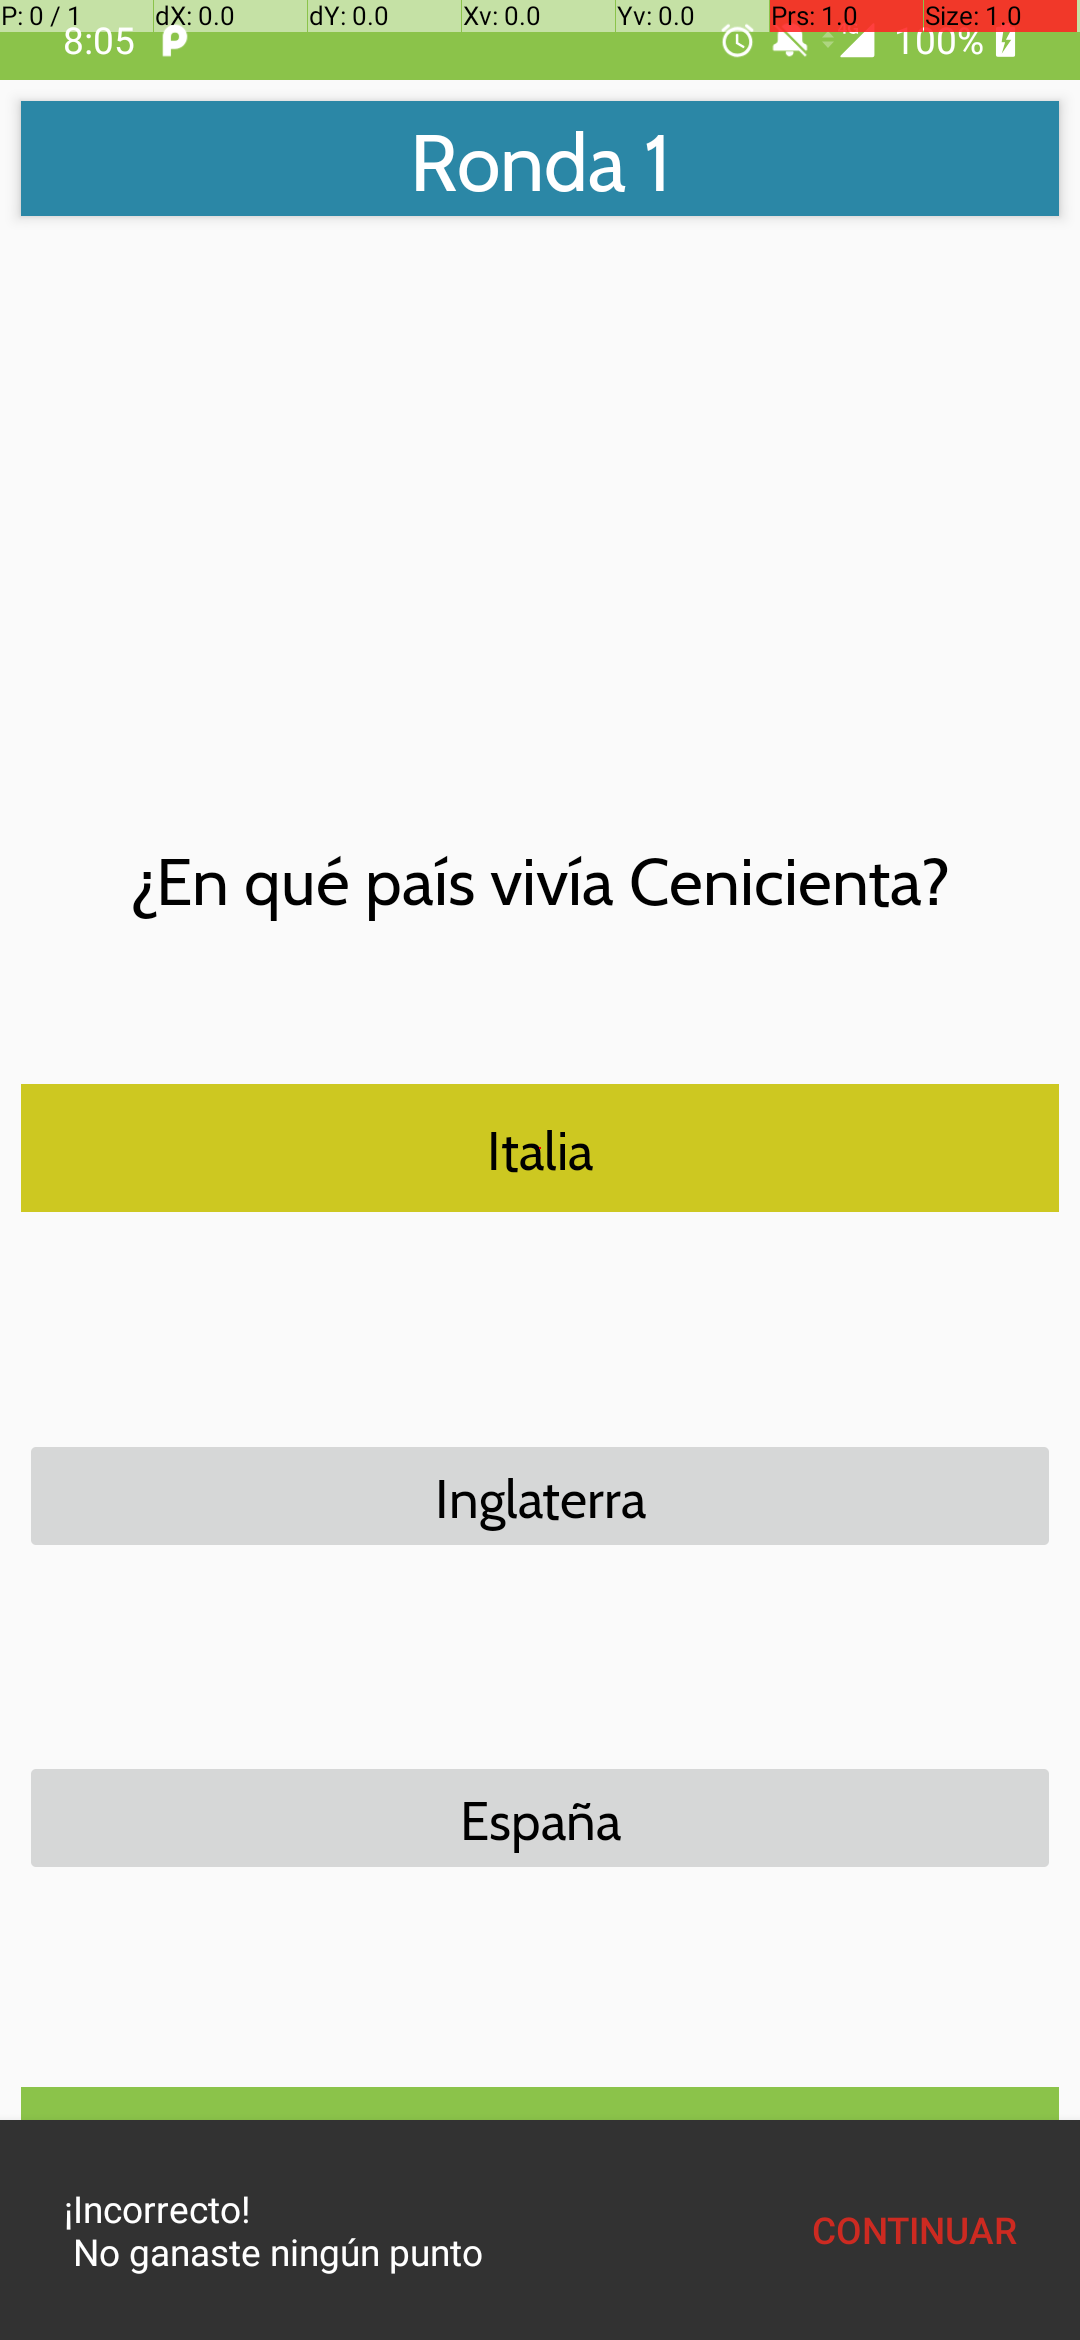 P: 0 / 1 dX: 0.0 dY: 0.0 Xv: 0.0 Yv: 0.0 Prs: 1.0 Size: 1.0
8:05 100%
Ronda 1
¿En qué país vivía Cenicienta?
Italia
Inglaterra
España
¡Incorrecto!
No ganaste ningún punto
CONTINUAR